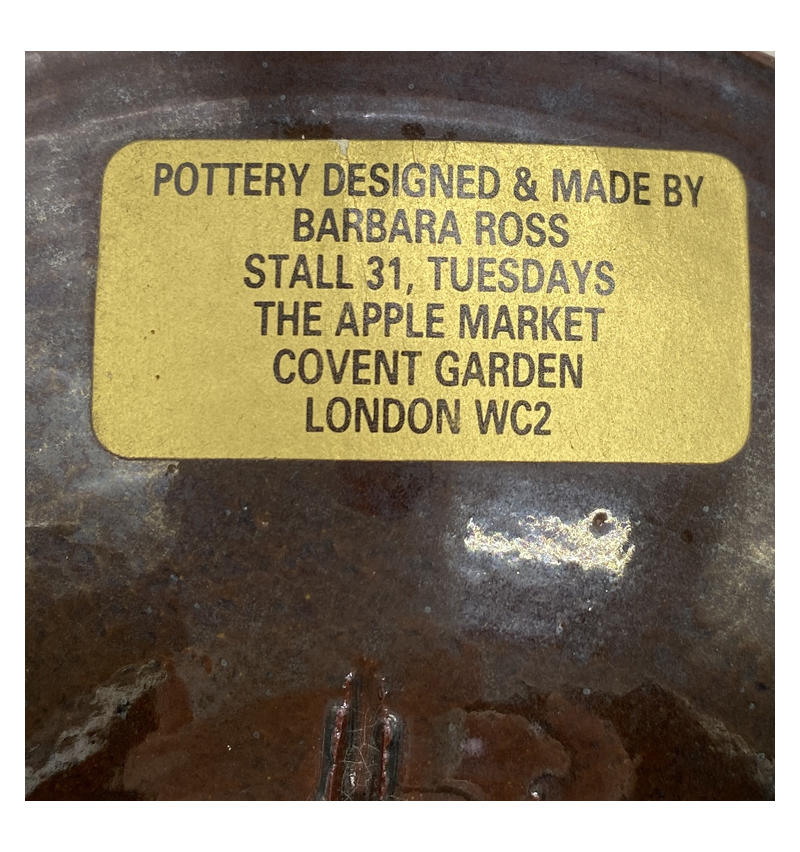 POTTERY DESIGNED & MADE BY
BARBARA ROSS
STALL 31, TUESDAYS
THE APPLE MARKET
COVENT GARDEN
LONDON WC2